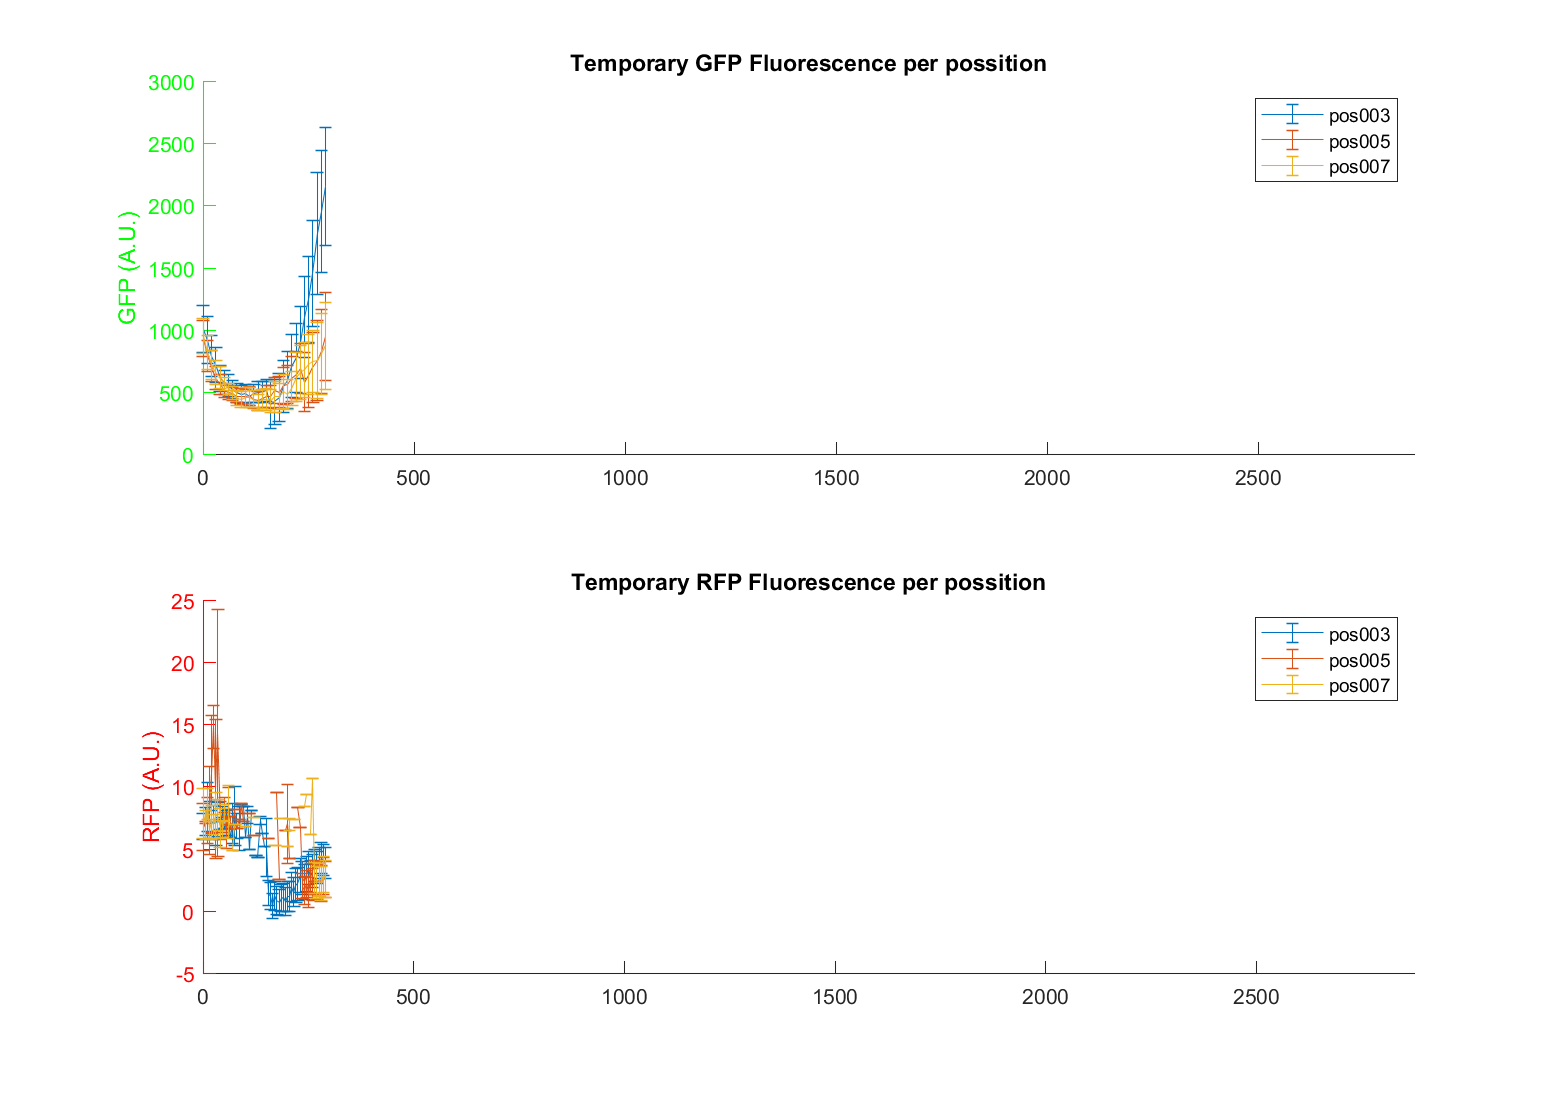 Temporary GFP Fluorescence per possition
3000
2500
2000
1500
1000
500
0
GFP (A.U.)
0 500 1000 1500 2000 2500
pos003
pos005
pos007
Temporary RFP Fluorescence per possition
25
20
15
10
5
0
-5
RFP (A.U.)
0 500 1000 1500 2000 2500
pos003
pos005
pos007